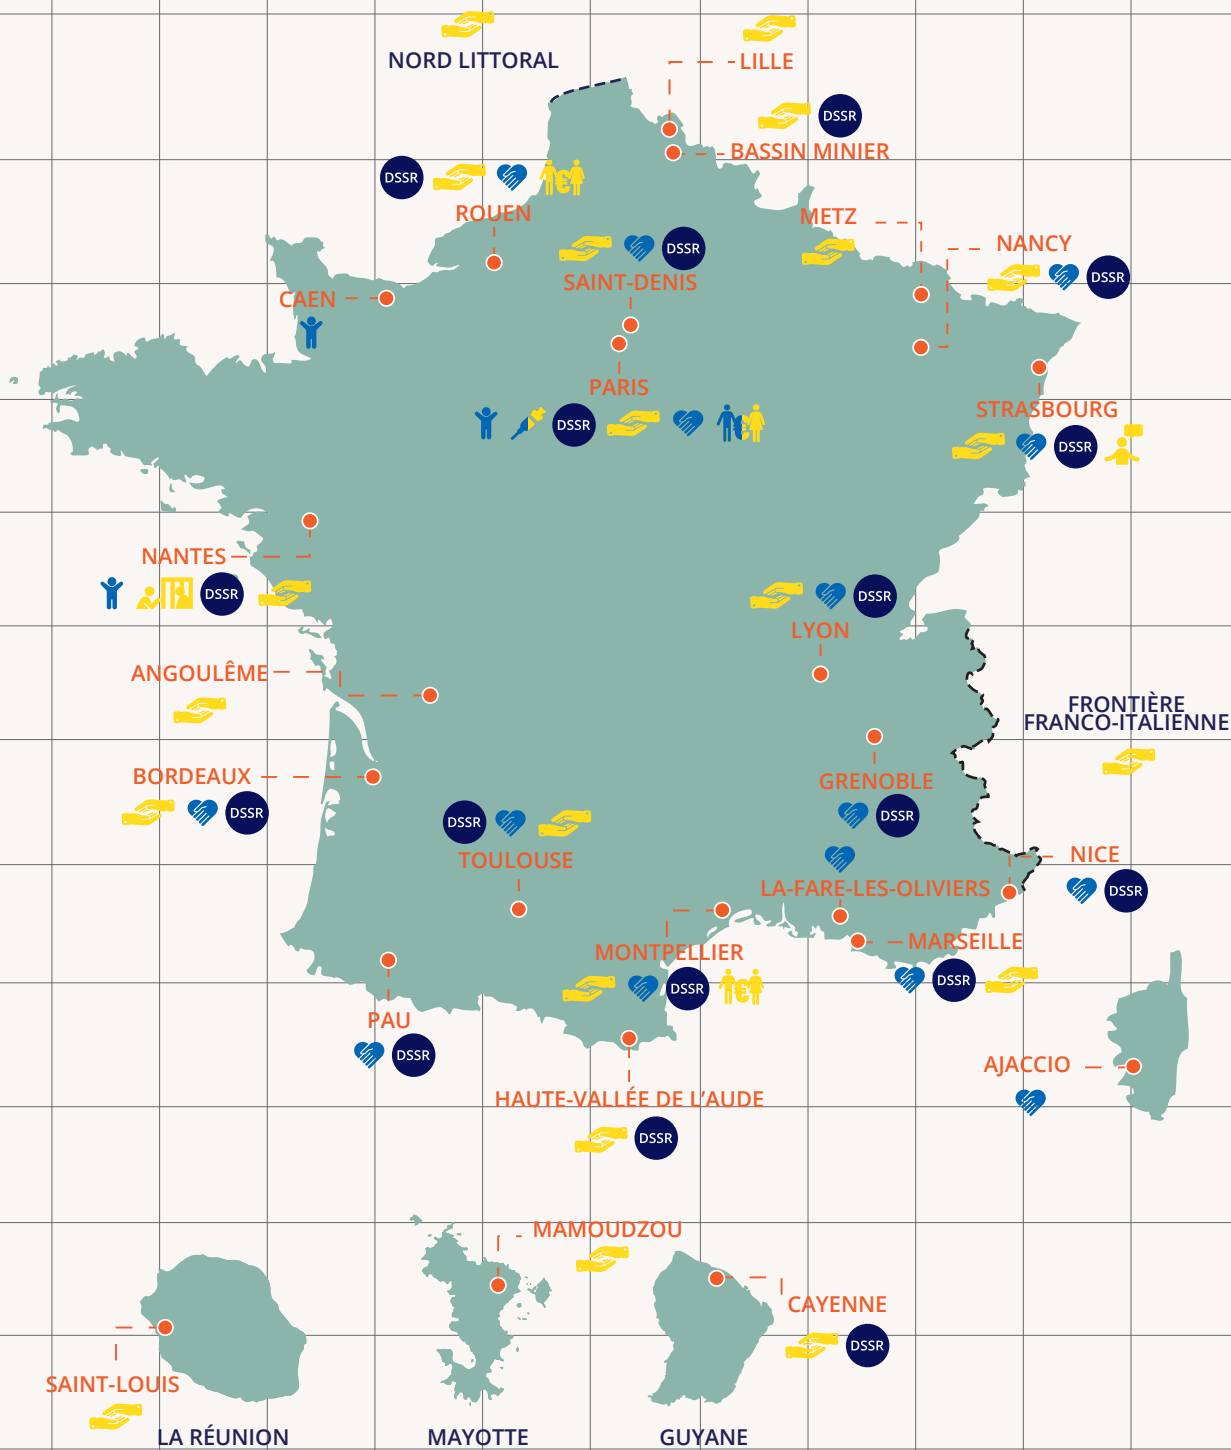 NORD LITTORAL
LILLE
DSSR
BASSIN MINIER
DSSR
ROUEN
METZ
NANCY
DSSR
DSSR
SAINT-DENIS
CAEN
PARIS
DSSR
STRASBOURG
DSSR
NANTES
DSSR
DSSR
LYON
ANGOULÊME
FRONTIÈRE
FRANCO-ITALIENNE
BORDEAUX
DSSR
GRENOBLE
DSSR
DSSR
TOULOUSE
NICE
DSSR
LA-FARE-LES-OLIVIERS
MONTPELLIER
DSSR
MARSEILLE
DSSR
PAU
DSSR
AJACCIO
HAUTE-VALLÉE DE L’AUDE
DSSR
MAMOUDZOU
CAYENNE
DSSR
SAINT-LOUIS
LA RÉUNION
MAYOTTE
GUYANE